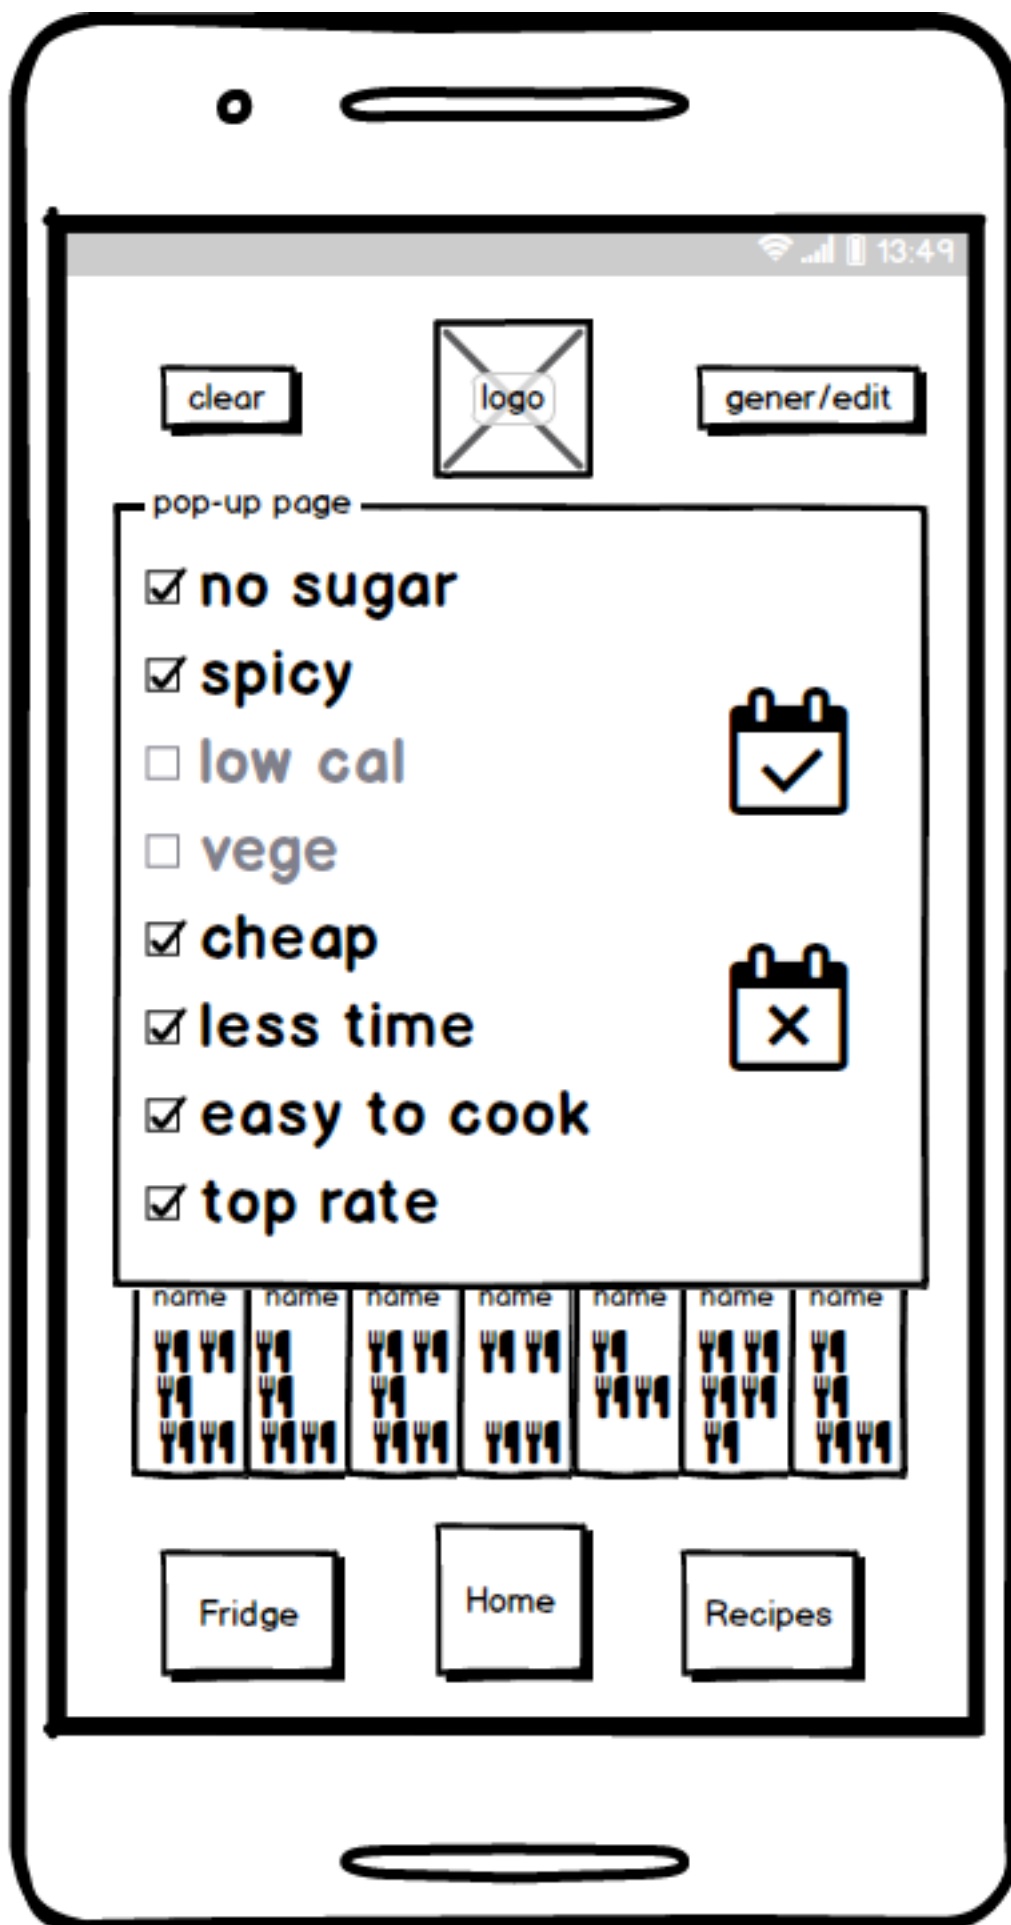 13:49
clear logo gener/edit
pop-up page
no sugar
spicy
low cal
vege
cheap
less time
easy to cook
top rate
name name name name name name name
Fridge Home Recipes